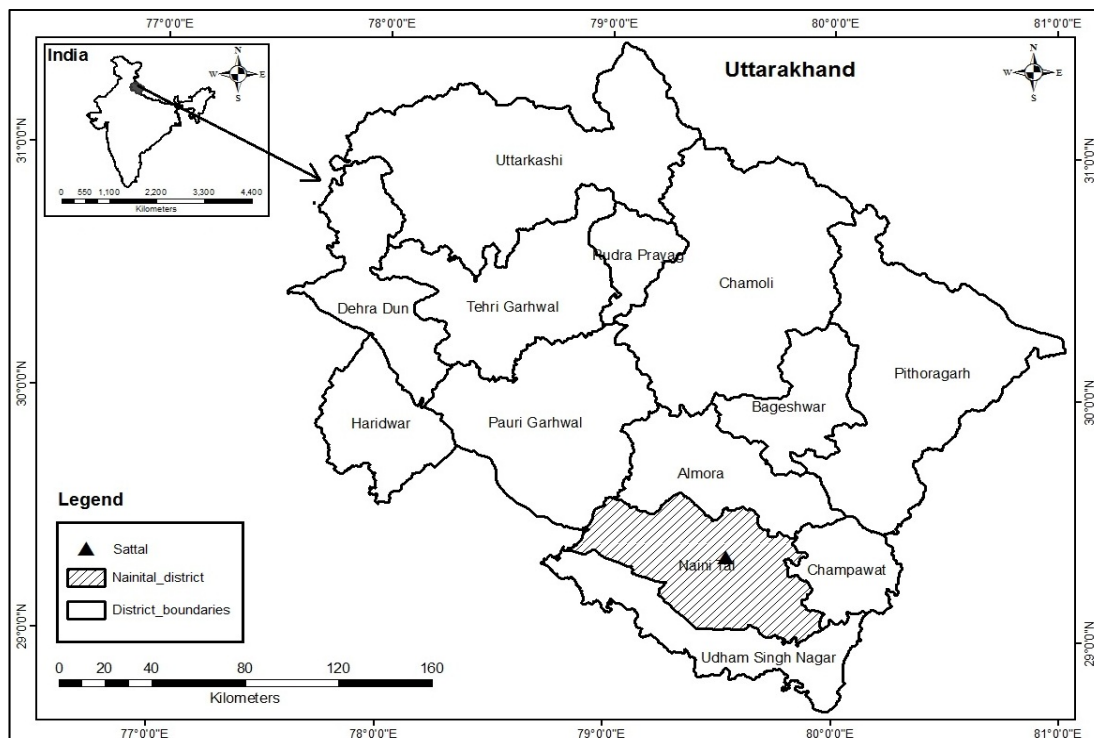 77°0'0"E 78°0'0"E 79°0'0"E 80°0'0"E 81°0'0"E
India
N
W E
S
0 550 1,100 2,200 3,300 4,400
Kilometers
Uttarakhand
N
W E
S
31°0'0"N
31°0'0"N
Uttarkashi
Rudra Prayag
Chamoli
Dehra Dun
Tehri Garhwal
Pithoragarh
30°0'0"N
30°0'0"N
Haridwar
Pauri Garhwal
Bageshwar
Almora
Naini Tal
Champawat
Udham Singh Nagar
29°0'0"N
29°0'0"N
Legend
Sattal
Nainital_district
District_boundaries
0 20 40 80 120 160
Kilometers
77°0'0"E 78°0'0"E 79°0'0"E 80°0'0"E 81°0'0"E